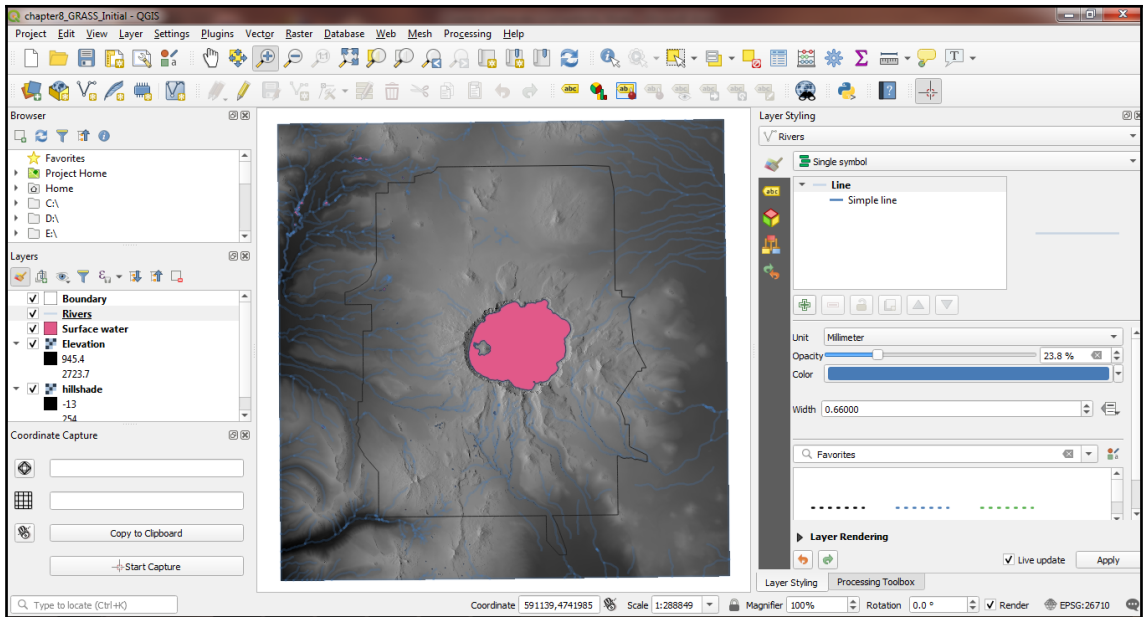 chapter8_GRASS_Initial - QGIS
Project Edit View Layer Settings Plugins Vector Raster Database Web Mesh Processing Help
Browser
Favorites
Project Home
Home
C:\
D:\
E:\
Layers
Boundary
Rivers
Surface water
Elevation
945.4
2723.7
hillshade
-13
254
Coordinate Capture
Copy to Clipboard
Start Capture
Layer Styling
Rivers
abc
Single symbol
Line
Simple line
Unit Millimeter
Opacity 23.8 %
Color
Width 0.66000
Favorites
Layer Rendering
Live update Apply
Layer Styling Processing Toolbox
Type to locate (Ctrl+K) Coordinate 591139,4741985 Scale 1:288849 Magnifier 100% Rotation 0.0 ° Render EPSG:26710